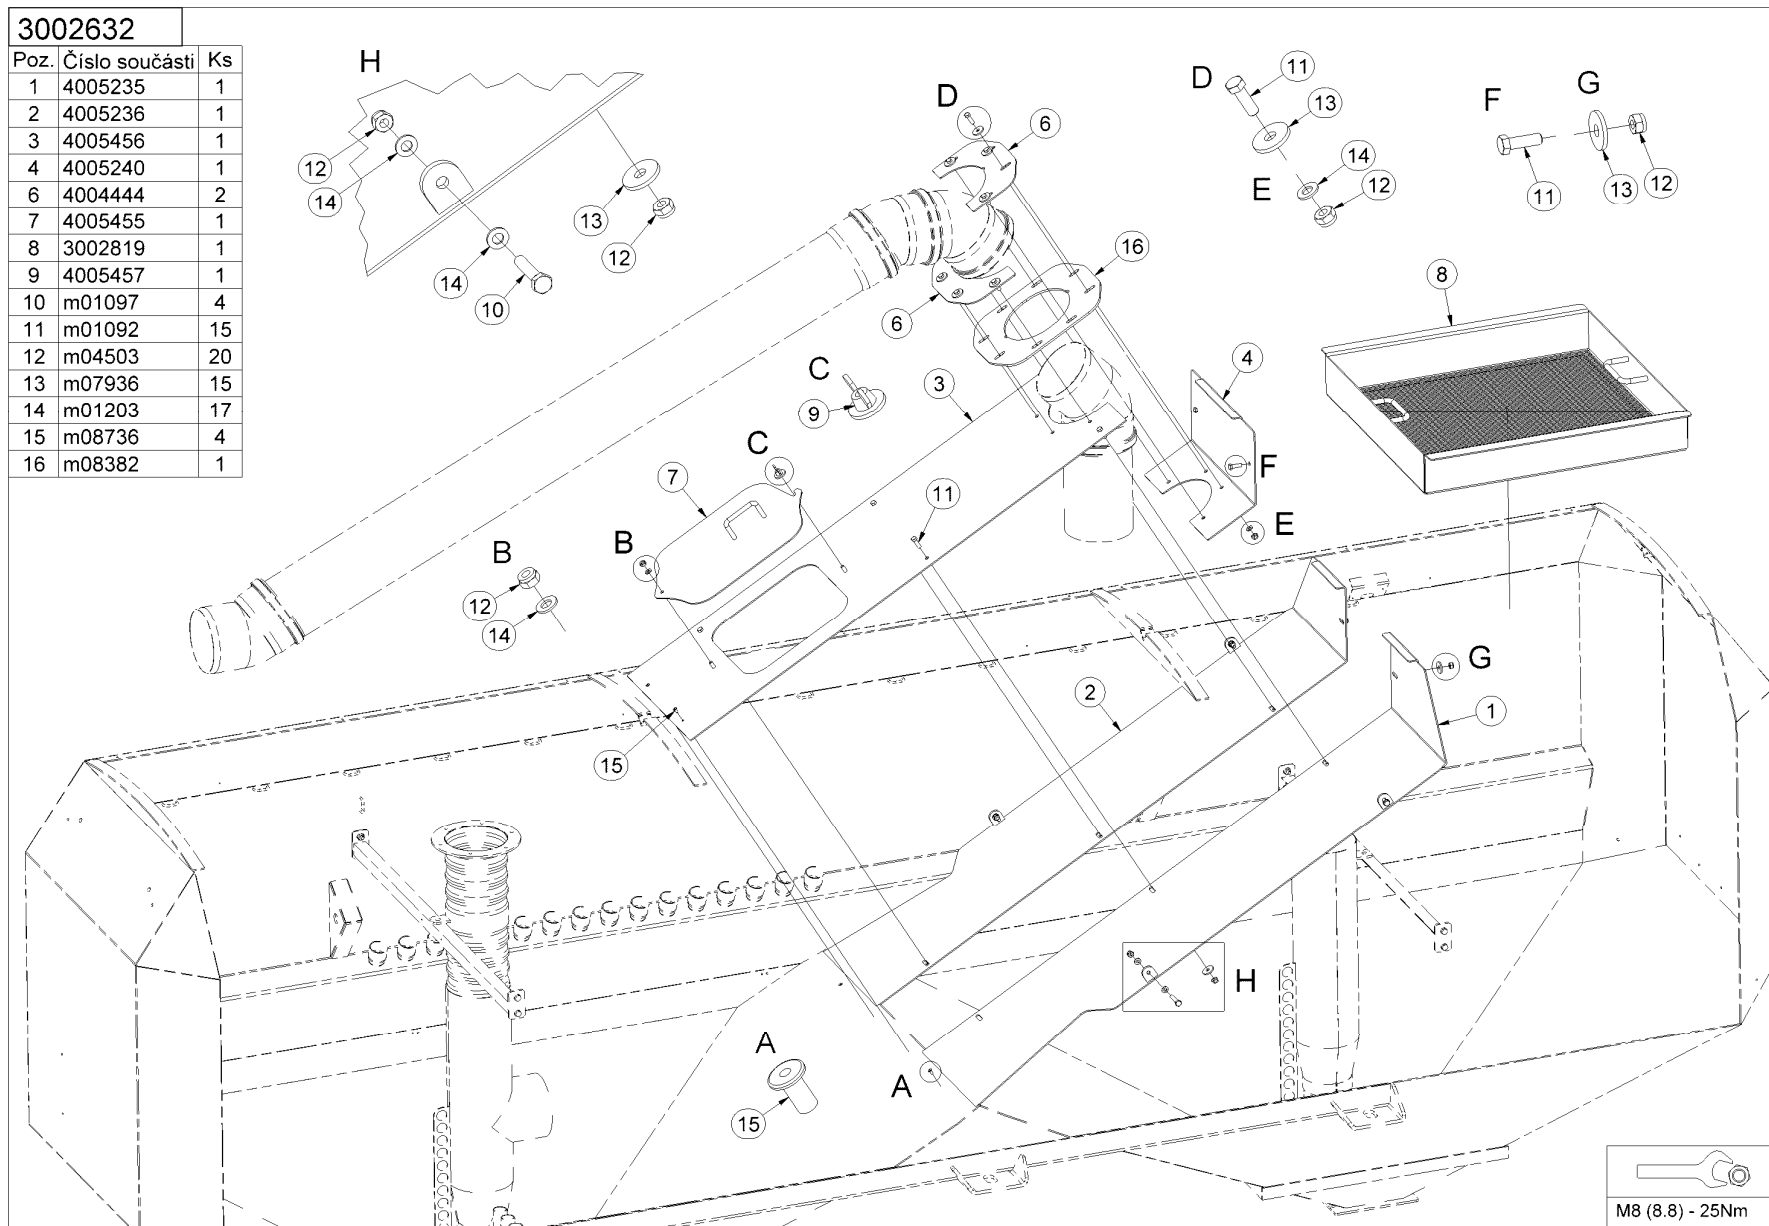 3002632
Poz. Číslo součásti Ks
1 4005235 1
2 4005236 1
3 4005456 1
4 4005240 1
6 4004444 2
7 4005455 1
8 3002819 1
9 4005457 1
10 m01097 4
11 m01092 15
12 m04503 20
13 m07936 15
14 m01203 17
15 m08736 4
16 m08382 1
H
12
14
14
10
13
12
D
6
6
16
D
11
13
E
14
12
F
11
G
13
12
8
C
9
3
4
C
7
11
F
E
B
B
12
14
15
2
G
1
H
A
15
A
M8 (8.8) - 25Nm